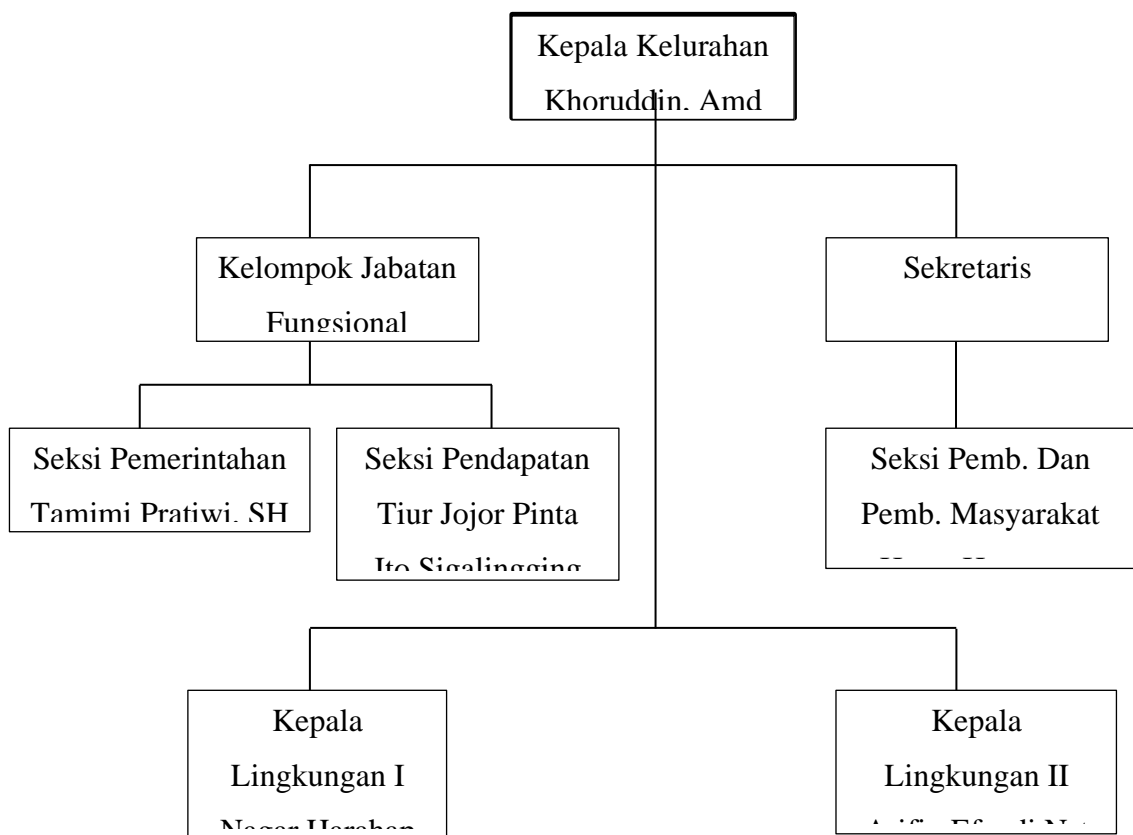 Kepala Kelurahan
Khoruddin, Amd
Kelompok Jabatan
Fungsional
Sekretaris
Seksi Pemerintahan
Tamimi Pratiwi, SH
Seksi Pendapatan
Tiur Jojor Pinta
Ito Sigalingging
Seksi Pemb. Dan
Pemb. Masyarakat
Kepala
Lingkungan I
Harahap
Kepala
Lingkungan II